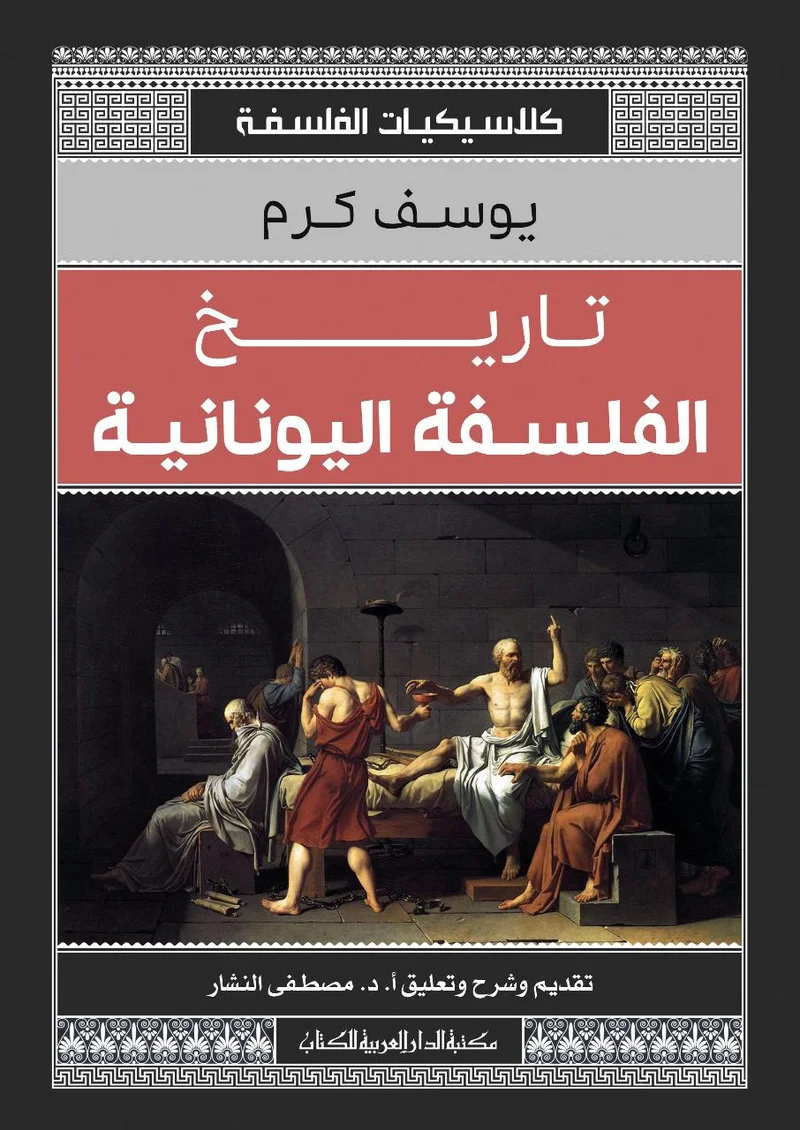 كلاسيكيات الفلسفة
يوسف كرم
تاريخ
الفلسفة اليونانية
تقديم وشرح وتعليق أ. د. مصطفى النشار
مكتبة الدار العربية للكتاب